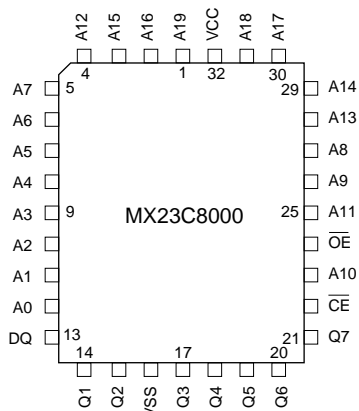 A12 A15 A16 A19 VCC A18 A17
4 1 32 30
A7 5 29 A14
A6 A13
A5 A8
A4 A9
A3 9 MX23C8000 25 A11
A2 OE
A1 A10
A0 CE
DQ 13 21 Q7
14 17 20
Q1 Q2 VSS Q3 Q4 Q5 Q6